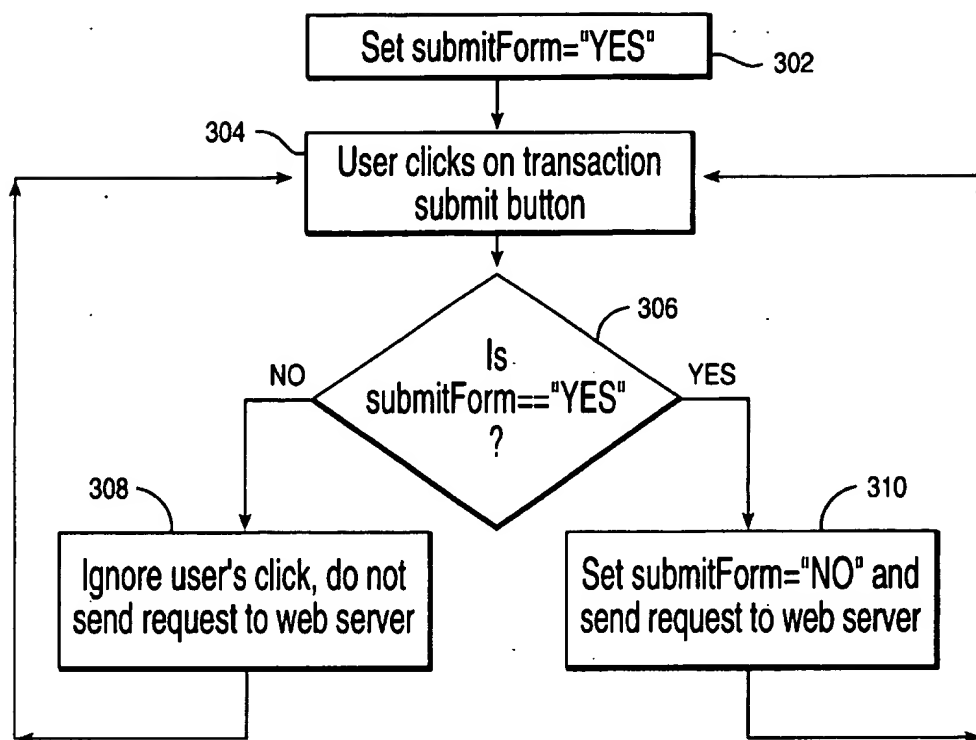 Set submitForm="YES"
302
304
User clicks on transaction
submit button
306
Is
submitForm=="YES"
?
NO
YES
308
310
Ignore user's click, do not
send request to web server
Set submitForm="NO" and
send request to web server